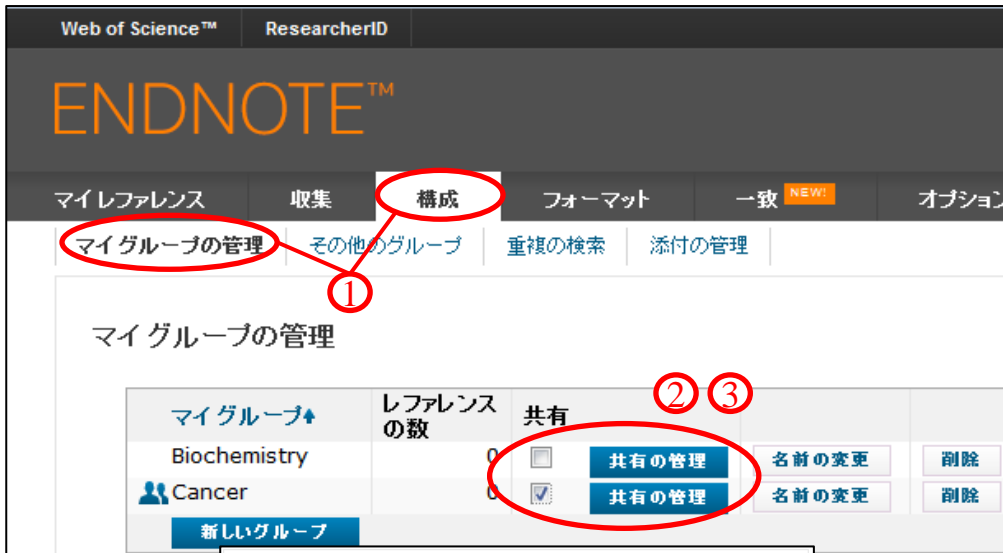 Web of Science™ ResearcherID
ENDNOTE™
マイレファレンス 収集 構成 フォーマット 一致 NEW! オプション
マイグループの管理 その他のグループ 重複の検索 添付の管理
①
マイグループの管理
② ③
マイグループ レファレンスの数 共有
Biochemistry 0 共有の管理 名前の変更 削除
Cancer 0 共有の管理 名前の変更 削除
新しいグループ